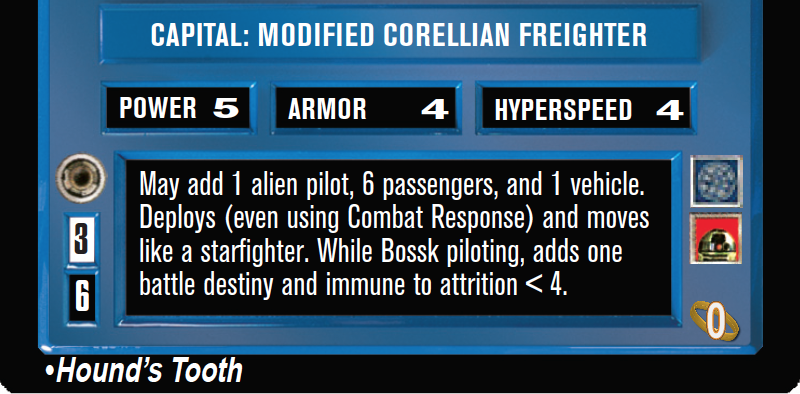 CAPITAL: MODIFIED CORELLIAN FREIGHTER
POWER 5 ARMOR 4 HYPERSPEED 4
May add 1 alien pilot, 6 passengers, and 1 vehicle.
Deploys (even using Combat Response) and moves
like a starfighter. While Bossk piloting, adds one
battle destiny and immune to attrition < 4.
3
6
0
•Hound's Tooth